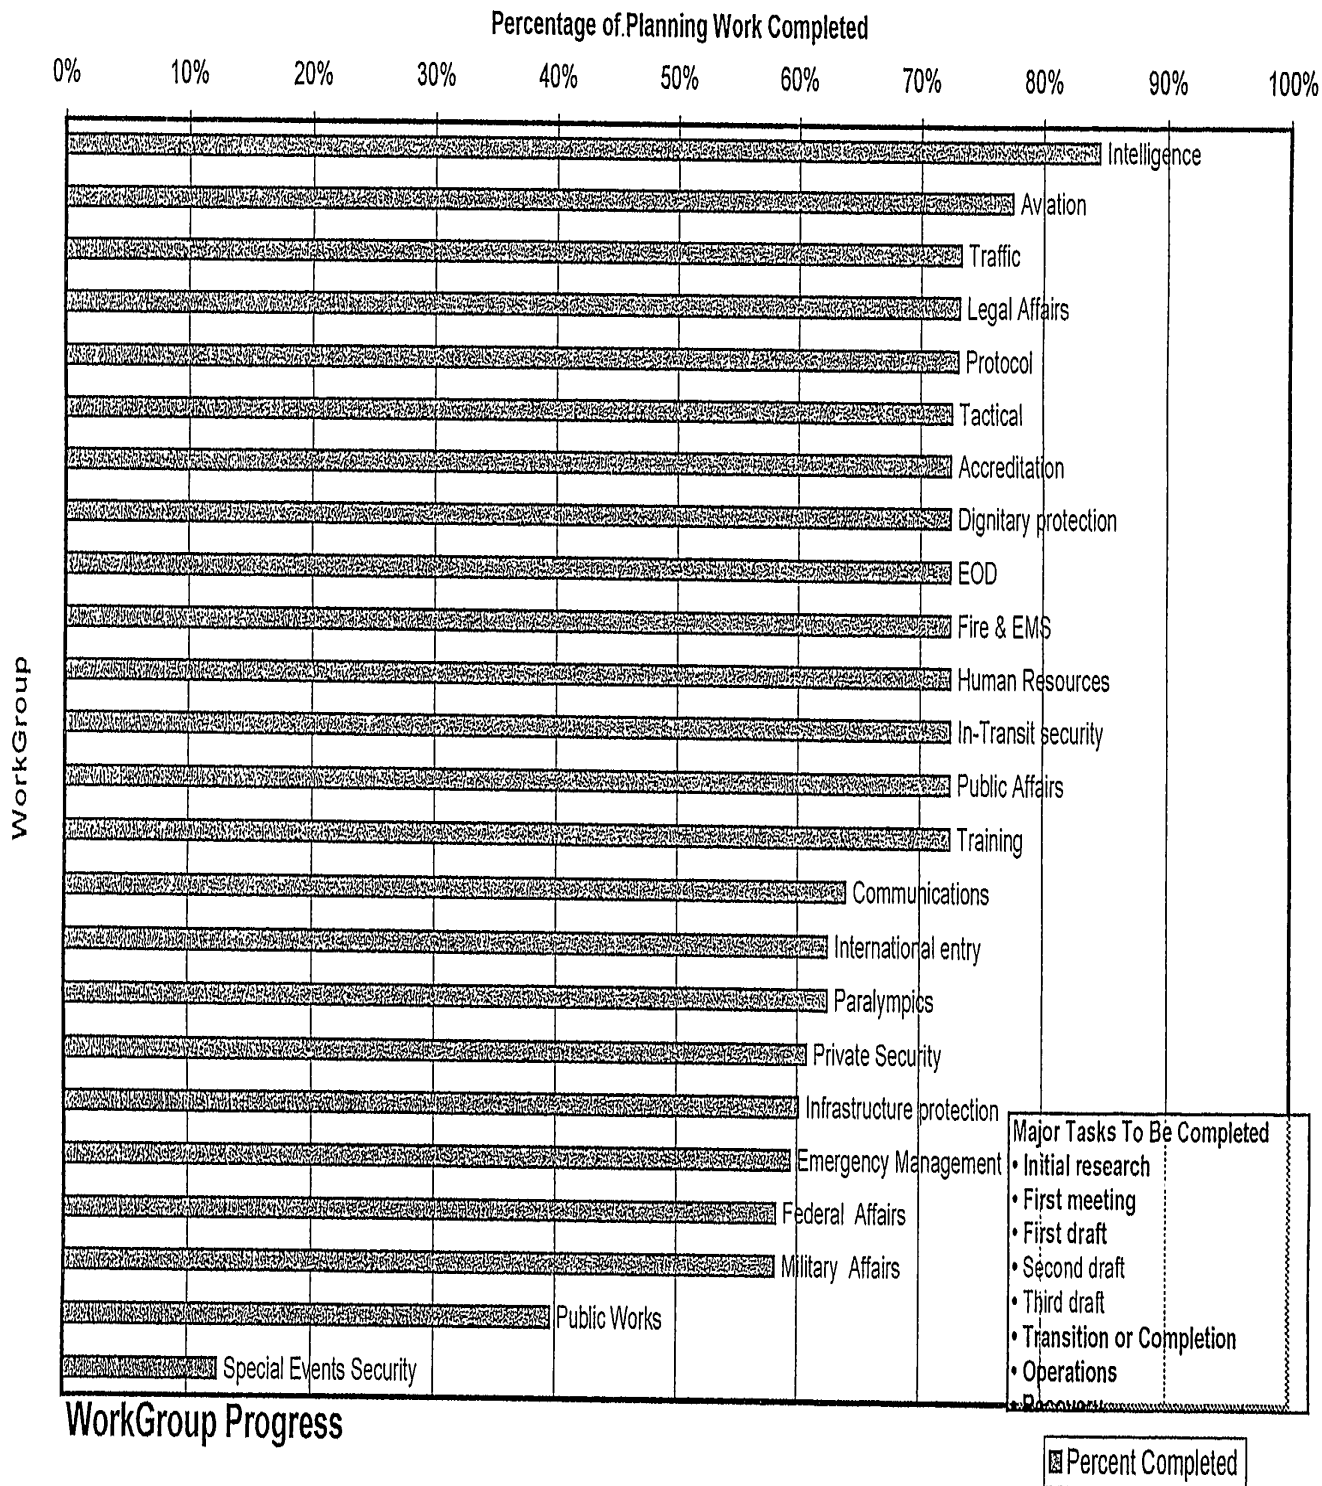 Percentage of Planning Work Completed
0% 10% 20% 30% 40% 50% 60% 70% 80% 90% 100%
Intelligence
Aviation
Traffic
Legal Affairs
Protocol
Tactical
Accreditation
Dignitary protection
EOD
Fire & EMS
Human Resources
In-Transit security
Public Affairs
Training
Communications
International entry
Paralympics
Private Security
Infrastructure protection
Emergency Management
Federal Affairs
Military Affairs
Public Works
Special Events Security
WorkGroup
Major Tasks To Be Completed
• Initial research
• First meeting
• First draft
• Second draft
• Third draft
• Transition or Completion
• Operations
• Recovery
WorkGroup Progress
Percent Completed